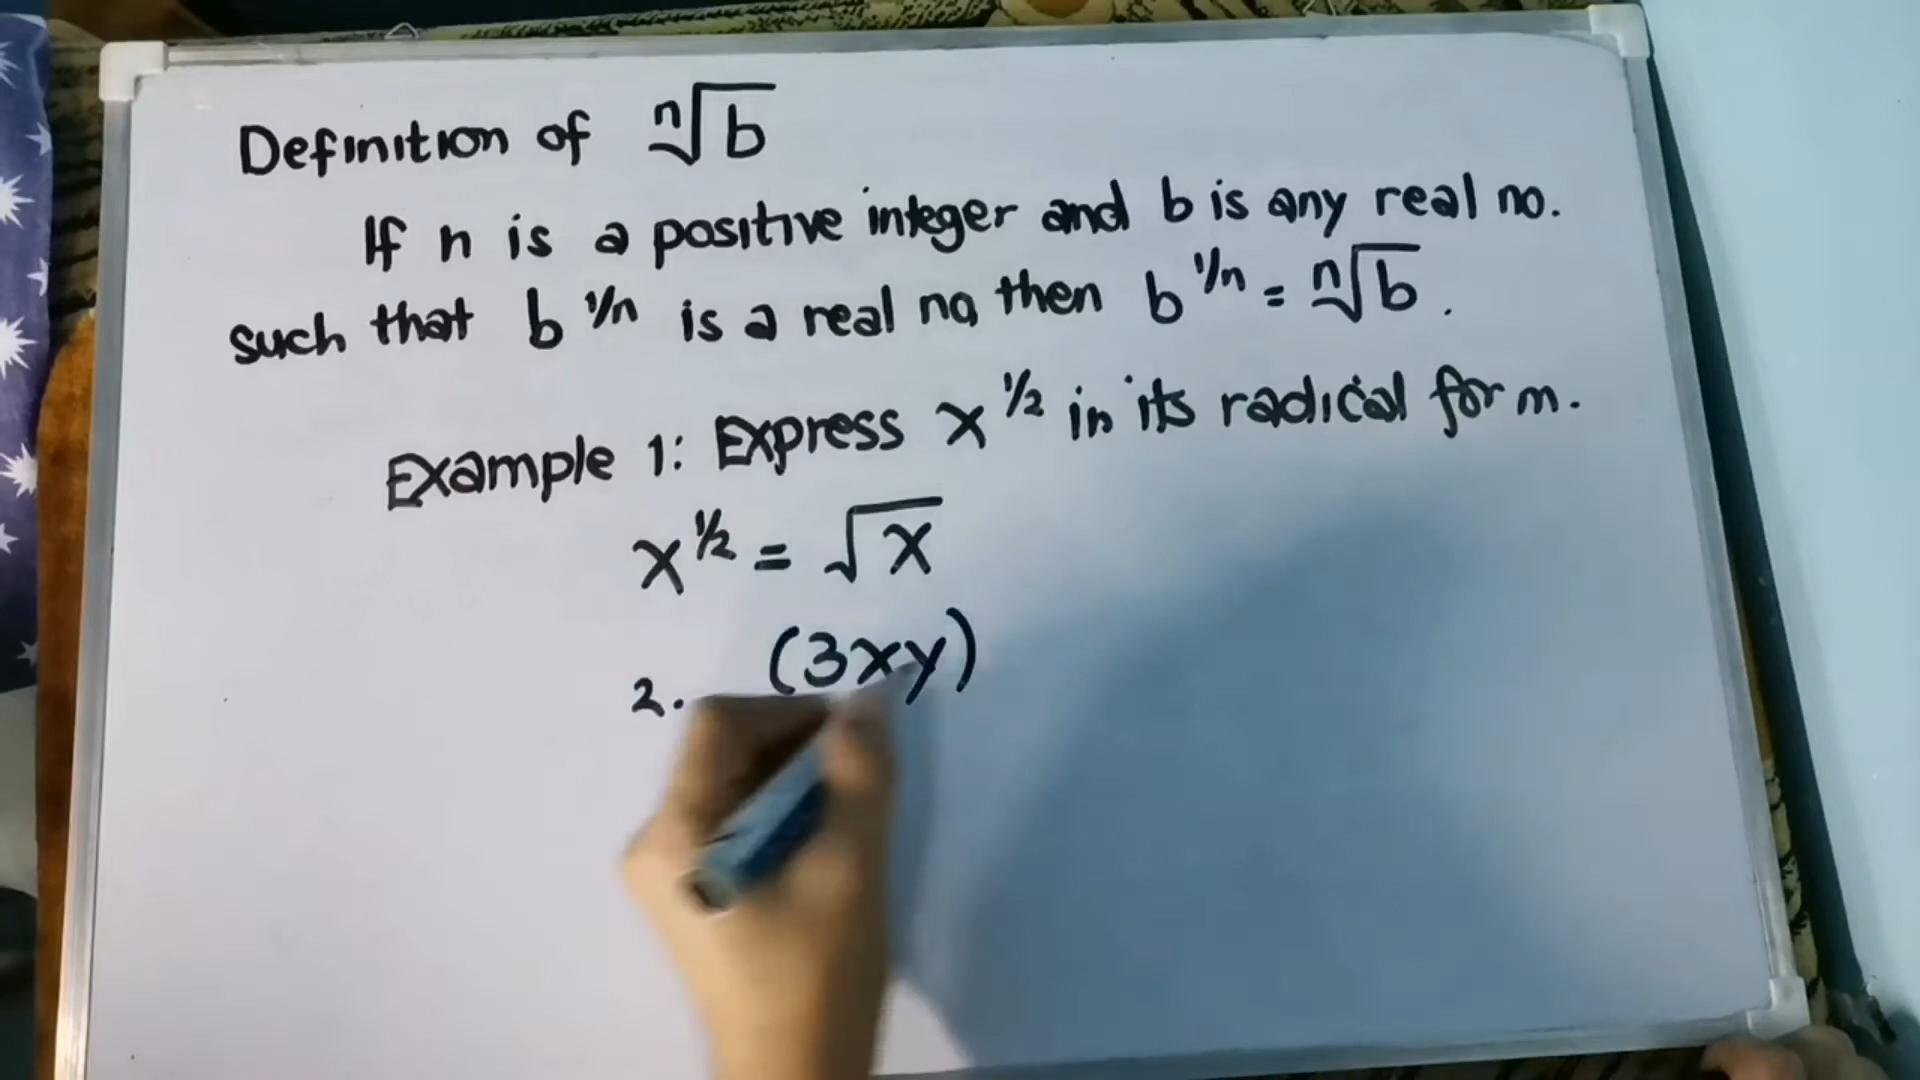 Definition of ⁿ√b
If n is a positive integer and b is any real no.
such that b^1/n is a real no, then b^1/n = ⁿ√b .
Example 1: Express x^1/2 in its radical form.
x^1/2 = √x
2. (3xy)